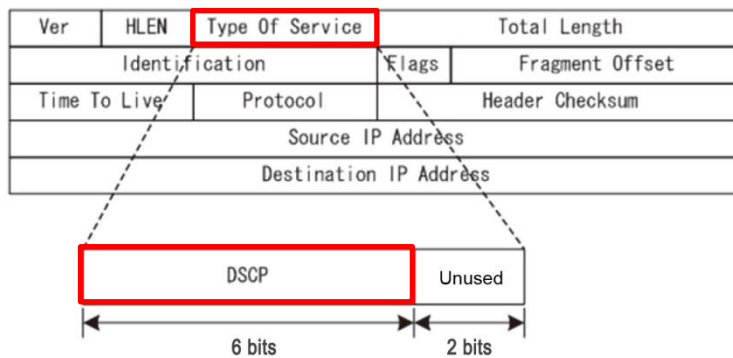 Ver HLEN Type Of Service Total Length
Identification Flags Fragment Offset
Time To Live Protocol Header Checksum
Source IP Address
Destination IP Address
DSCP Unused
6 bits 2 bits